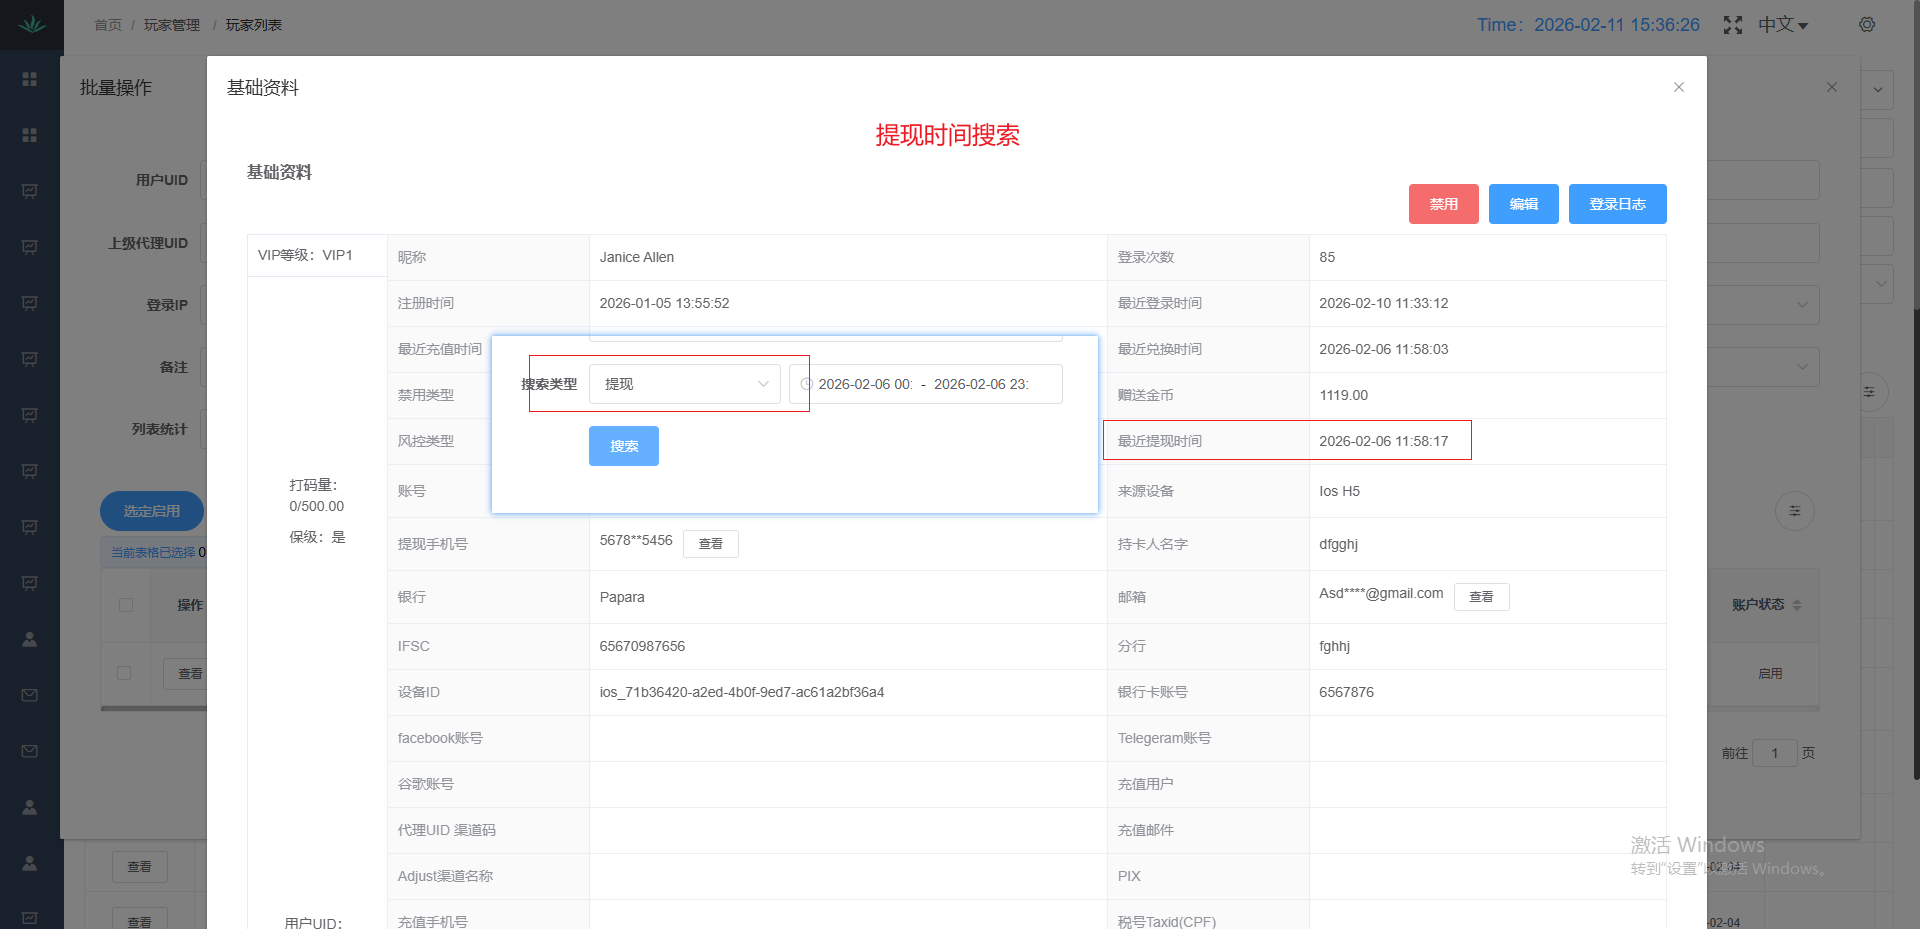 首页 / 玩家管理 / 玩家列表
Time：2026-02-11 15:36:26
中文
批量操作
基础资料
提现时间搜索
基础资料
禁用 编辑 登录日志
用户UID
上级代理UID
登录IP
备注
列表统计
选定启用
当前表格已选择 0
操作
查看
账户状态
启用
前往 1 页
查看
查看
VIP等级：VIP1
打码量：
0/500.00
保级：是
用户UID：
昵称 Janice Allen 登录次数 85
注册时间 2026-01-05 13:55:52 最近登录时间 2026-02-10 11:33:12
最近充值时间 最近兑换时间 2026-02-06 11:58:03
搜索类型 提现 2026-02-06 00: - 2026-02-06 23:
搜索
禁用类型 赠送金币 1119.00
风控类型 最近提现时间 2026-02-06 11:58:17
账号 来源设备 Ios H5
提现手机号 5678**5456 查看 持卡人名字 dfgghj
银行 Papara 邮箱 Asd****@gmail.com 查看
IFSC 65670987656 分行 fghhj
设备ID ios_71b36420-a2ed-4b0f-9ed7-ac61a2bf36a4 银行卡账号 6567876
facebook账号 Telegeram账号
谷歌账号 充值用户
代理UID 渠道码 充值邮件
Adjust渠道名称 PIX
充值手机号 税号Taxid(CPF)
激活 Windows
转到“设置”以激活 Windows。
-02-04
-02-04